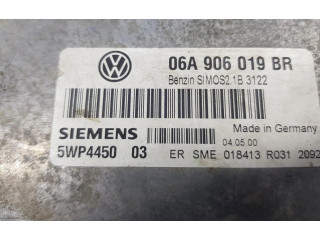 06A 906 019 BR
Benzin SIMOS2.1B 3122
SIEMENS
Made in Germany
04.05.00
5WP4450 03
ER SME 018413 R031 2092